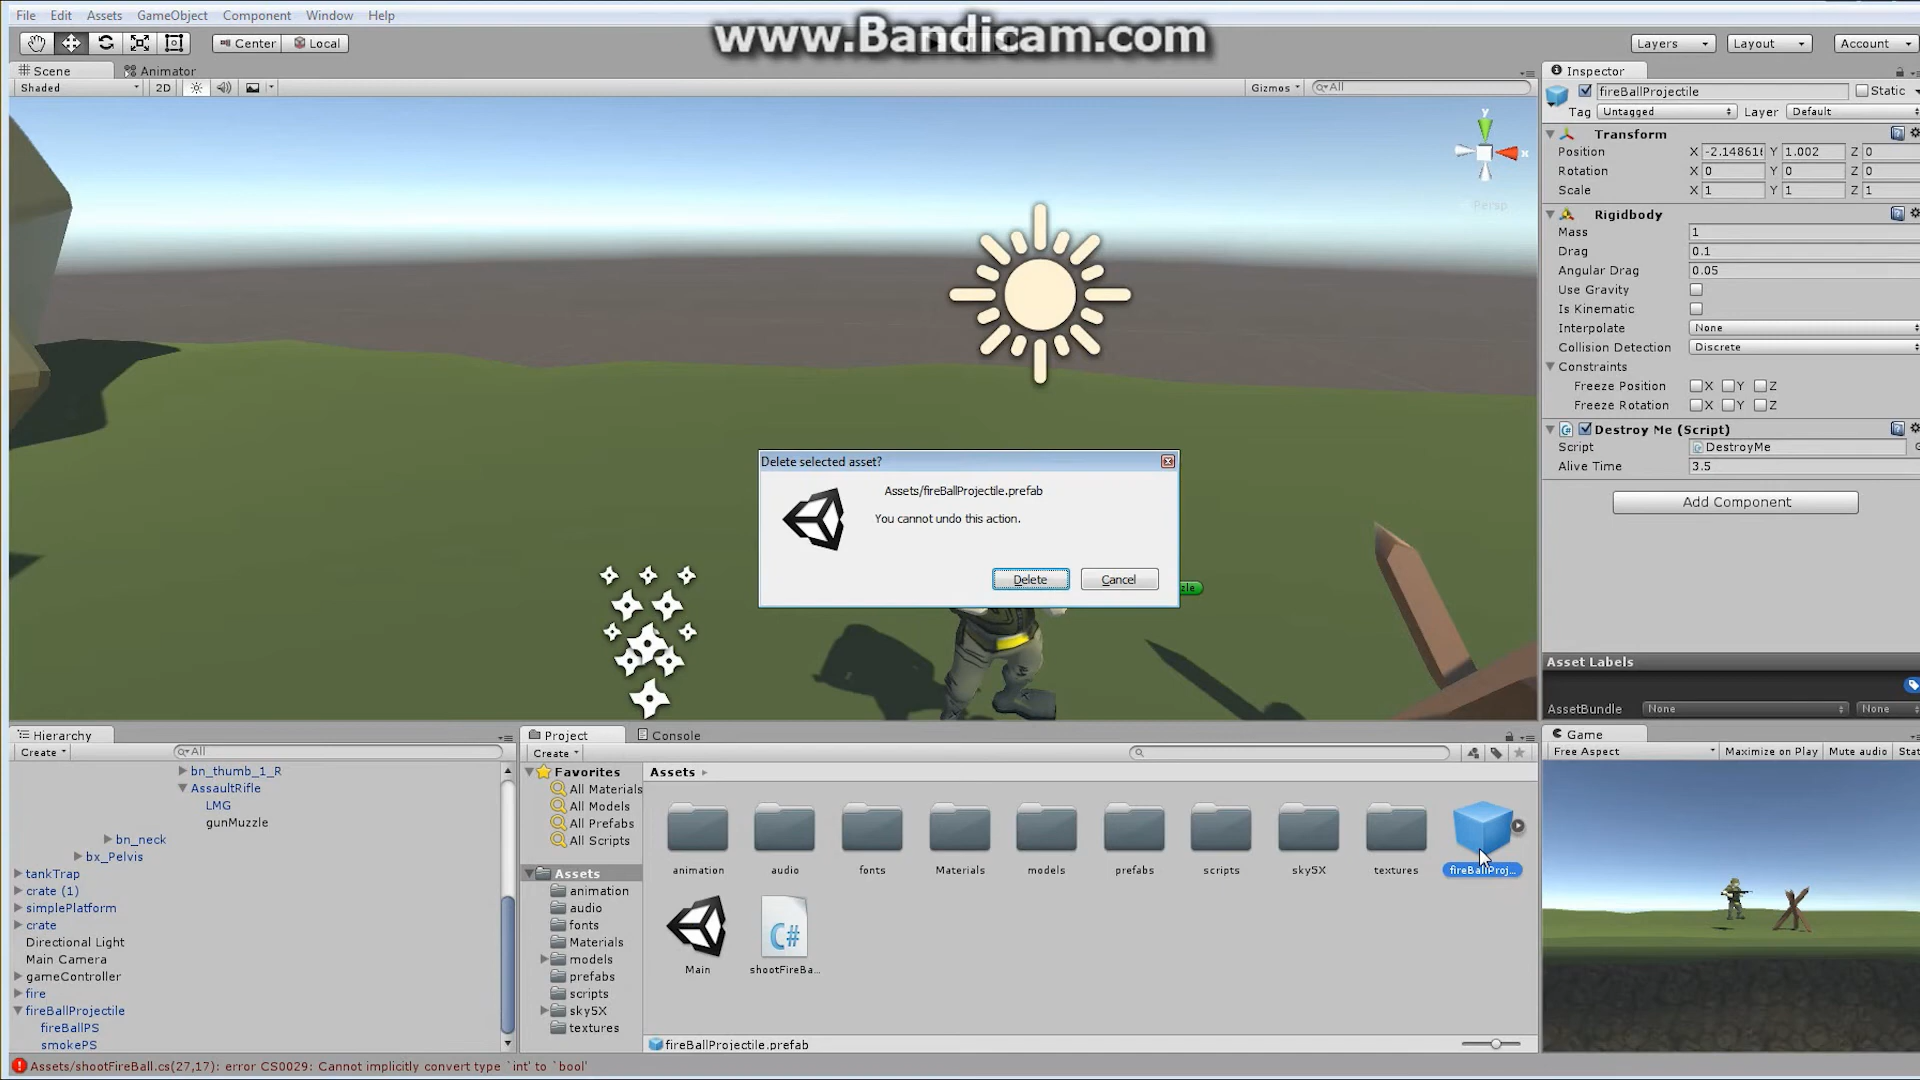 File Edit Assets GameObject Component Window Help
www.Bandicam.com
Center Local
Layers Layout Account
Scene Animator
Shaded 2D Gizmos All
Inspector
fireBallProjectile Static
Tag Untagged Layer Default
Transform
Position X -2.14861 Y 1.002 Z 0
Rotation X 0 Y 0 Z 0
Scale X 1 Y 1 Z 1
Rigidbody
Mass 1
Drag 0.1
Angular Drag 0.05
Use Gravity
Is Kinematic
Interpolate None
Collision Detection Discrete
Constraints
Freeze Position X Y Z
Freeze Rotation X Y Z
Destroy Me (Script)
Script DestroyMe
Alive Time 3.5
Add Component
Asset Labels
AssetBundle None None
y
x
Persp
Delete selected asset?
Assets/fireBallProjectile.prefab
You cannot undo this action.
Delete Cancel
zle
Hierarchy
Create All
bn_thumb_1_R
AssaultRifle
LMG
gunMuzzle
bn_neck
bx_Pelvis
tankTrap
crate (1)
simplePlatform
crate
Directional Light
Main Camera
gameController
fire
fireBallProjectile
fireBallPS
smokePS
Project Console
Create
Favorites
All Materials
All Models
All Prefabs
All Scripts
Assets
animation
audio
fonts
Materials
models
prefabs
scripts
sky5X
textures
Assets
animation audio fonts Materials models prefabs scripts sky5X textures fireBallProj...
Main shootFireBa...
C#
fireBallProjectile.prefab
Game
Free Aspect Maximize on Play Mute audio Stat
Assets/shootFireBall.cs(27,17): error CS0029: Cannot implicitly convert type `int' to `bool'